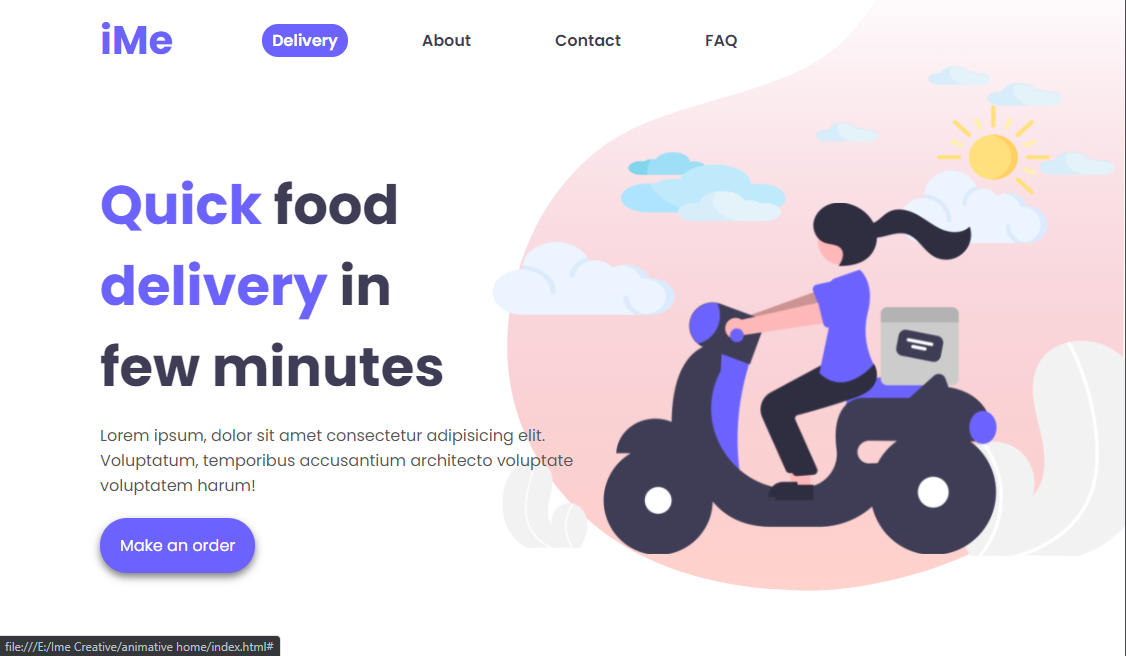 iMe
Delivery
About
Contact
FAQ
Quick food
delivery in
few minutes
Lorem ipsum, dolor sit amet consectetur adipisicing elit.
Voluptatum, temporibus accusantium architecto voluptate
voluptatem harum!
Make an order
file:///E:/Ime Creative/animative home/index.html#